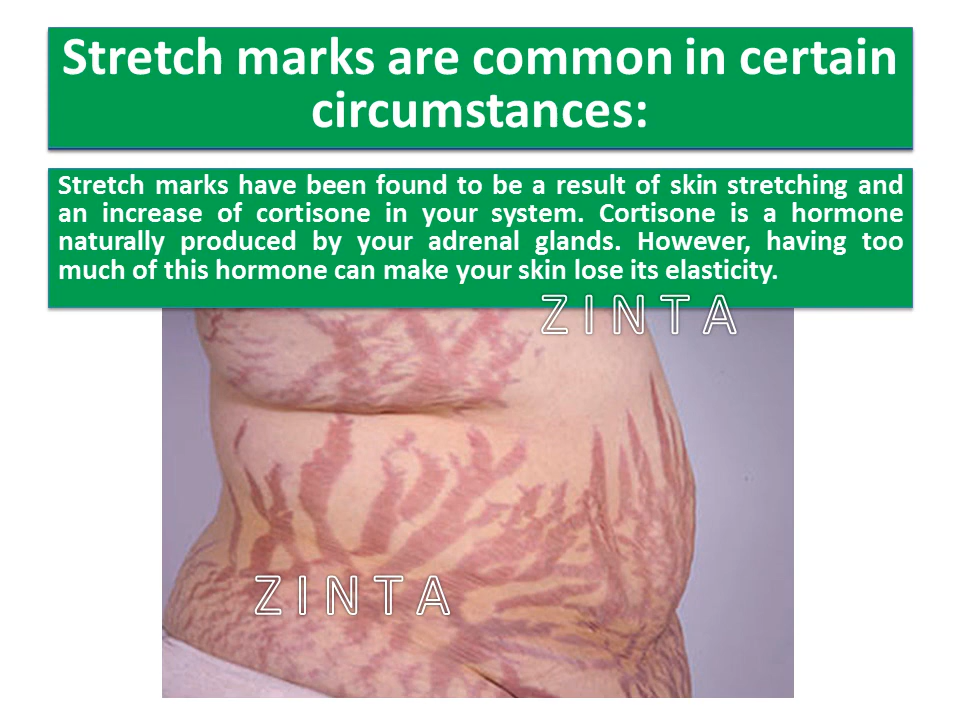 Stretch marks are common in certain
circumstances:
Stretch marks have been found to be a result of skin stretching and
an increase of cortisone in your system. Cortisone is a hormone
naturally produced by your adrenal glands. However, having too
much of this hormone can make your skin lose its elasticity.
ZINTA
ZINTA